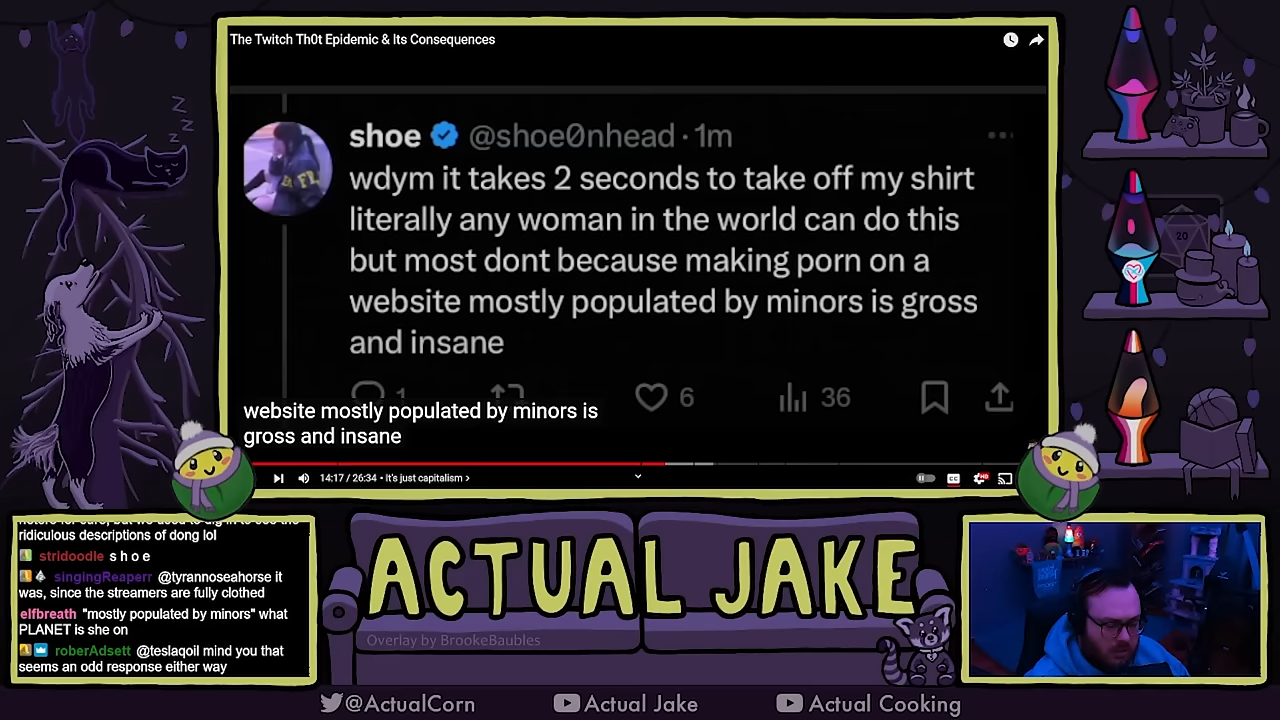 The Twitch Th0t Epidemic & Its Consequences
shoe @shoe0nhead · 1m
wdym it takes 2 seconds to take off my shirt
literally any woman in the world can do this
but most dont because making porn on a
website mostly populated by minors is gross
and insane
1 6 36
website mostly populated by minors is
gross and insane
14:17 / 26:34 • It's just capitalism >
CC HD
20
ridiculous descriptions of dong lol
stridoodle s h o e
singingReaperr @tyrannoseahorse it
was, since the streamers are fully clothed
elfbreath "mostly populated by minors" what
PLANET is she on
roberAdsett @teslaqoil mind you that
seems an odd response either way
ACTUAL JAKE
Overlay by BrookeBaubles
@ActualCorn Actual Jake Actual Cooking